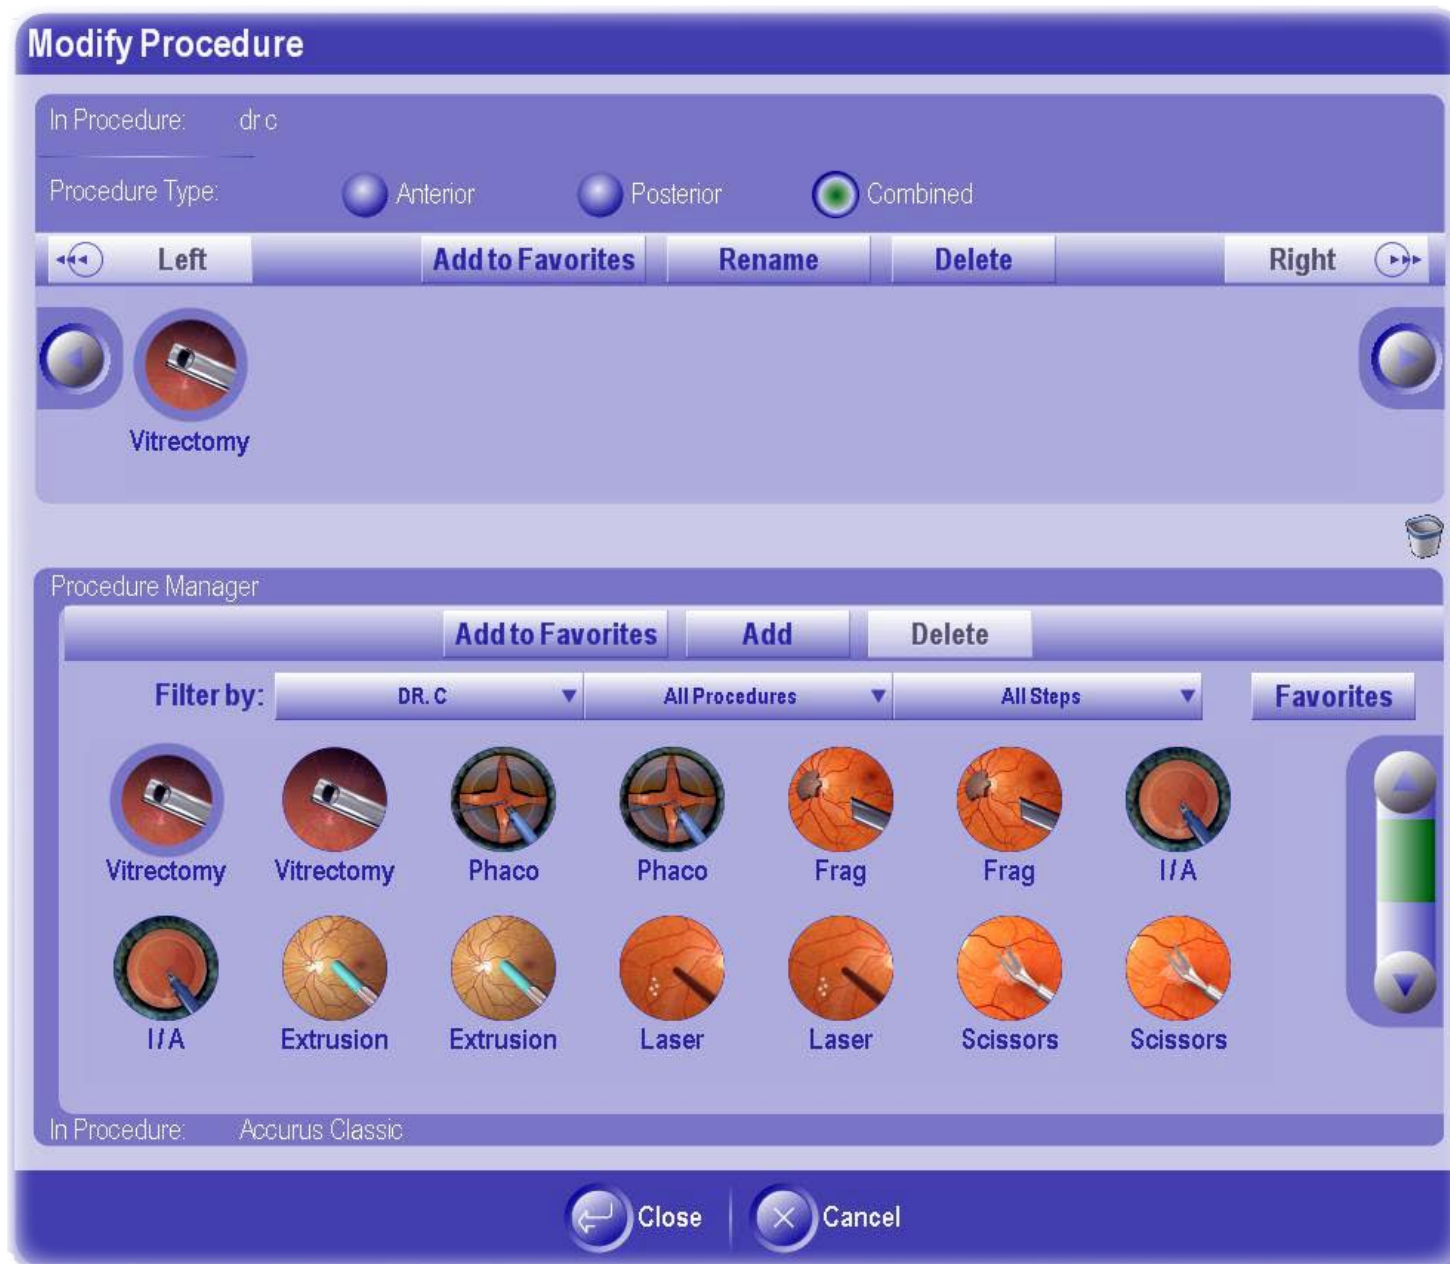 Modify Procedure
In Procedure: dr c
Procedure Type: Anterior Posterior Combined
Left Add to Favorites Rename Delete Right
Vitrectomy
Procedure Manager
Add to Favorites Add Delete
Filter by: DR. C All Procedures All Steps Favorites
Vitrectomy Vitrectomy Phaco Phaco Frag Frag I / A
I / A Extrusion Extrusion Laser Laser Scissors Scissors
In Procedure: Accurus Classic
Close Cancel